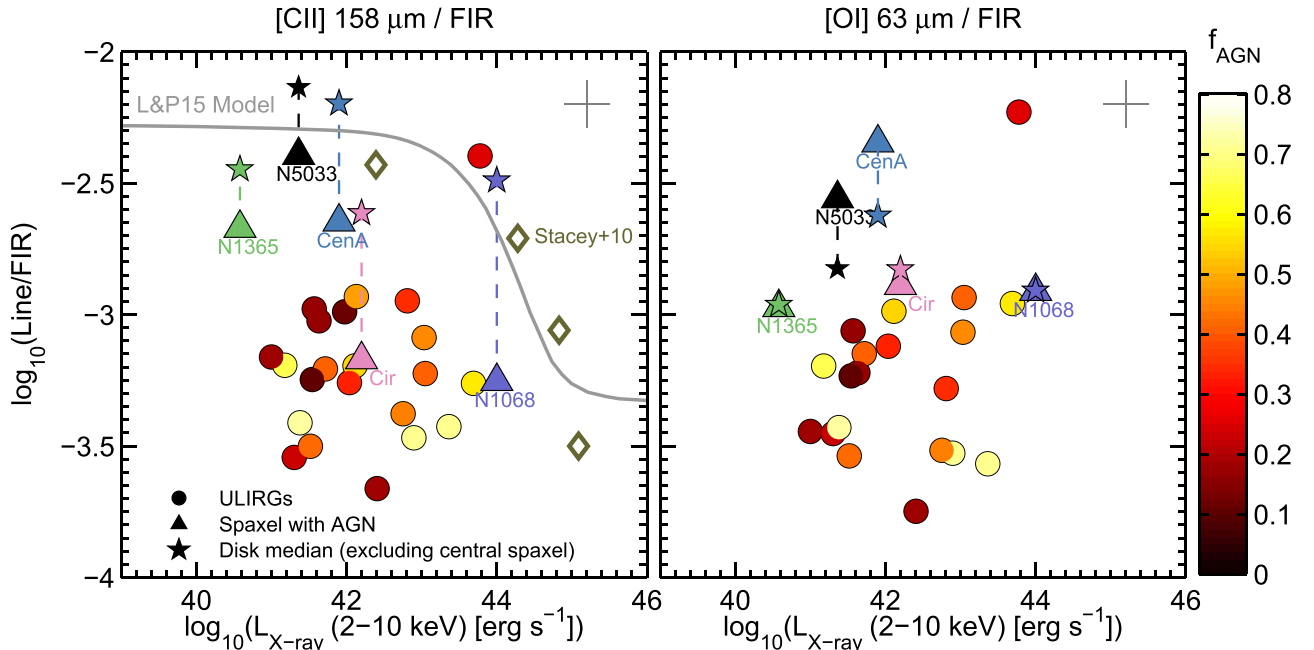 [CII] 158 μm / FIR
[OI] 63 μm / FIR
f_AGN
log₁₀(Line/FIR)
−2
−2.5
−3
−3.5
−4
L&P15 Model
N5033
N1365
CenA
Cir
N1068
Stacey+10
ULIRGs
Spaxel with AGN
Disk median (excluding central spaxel)
40
42
44
46
log₁₀(L_X−ray (2−10 keV) [erg s⁻¹])
CenA
N5033
Cir
N1365
N1068
40
42
44
46
log₁₀(L_X−ray (2−10 keV) [erg s⁻¹])
0.8
0.7
0.6
0.5
0.4
0.3
0.2
0.1
0